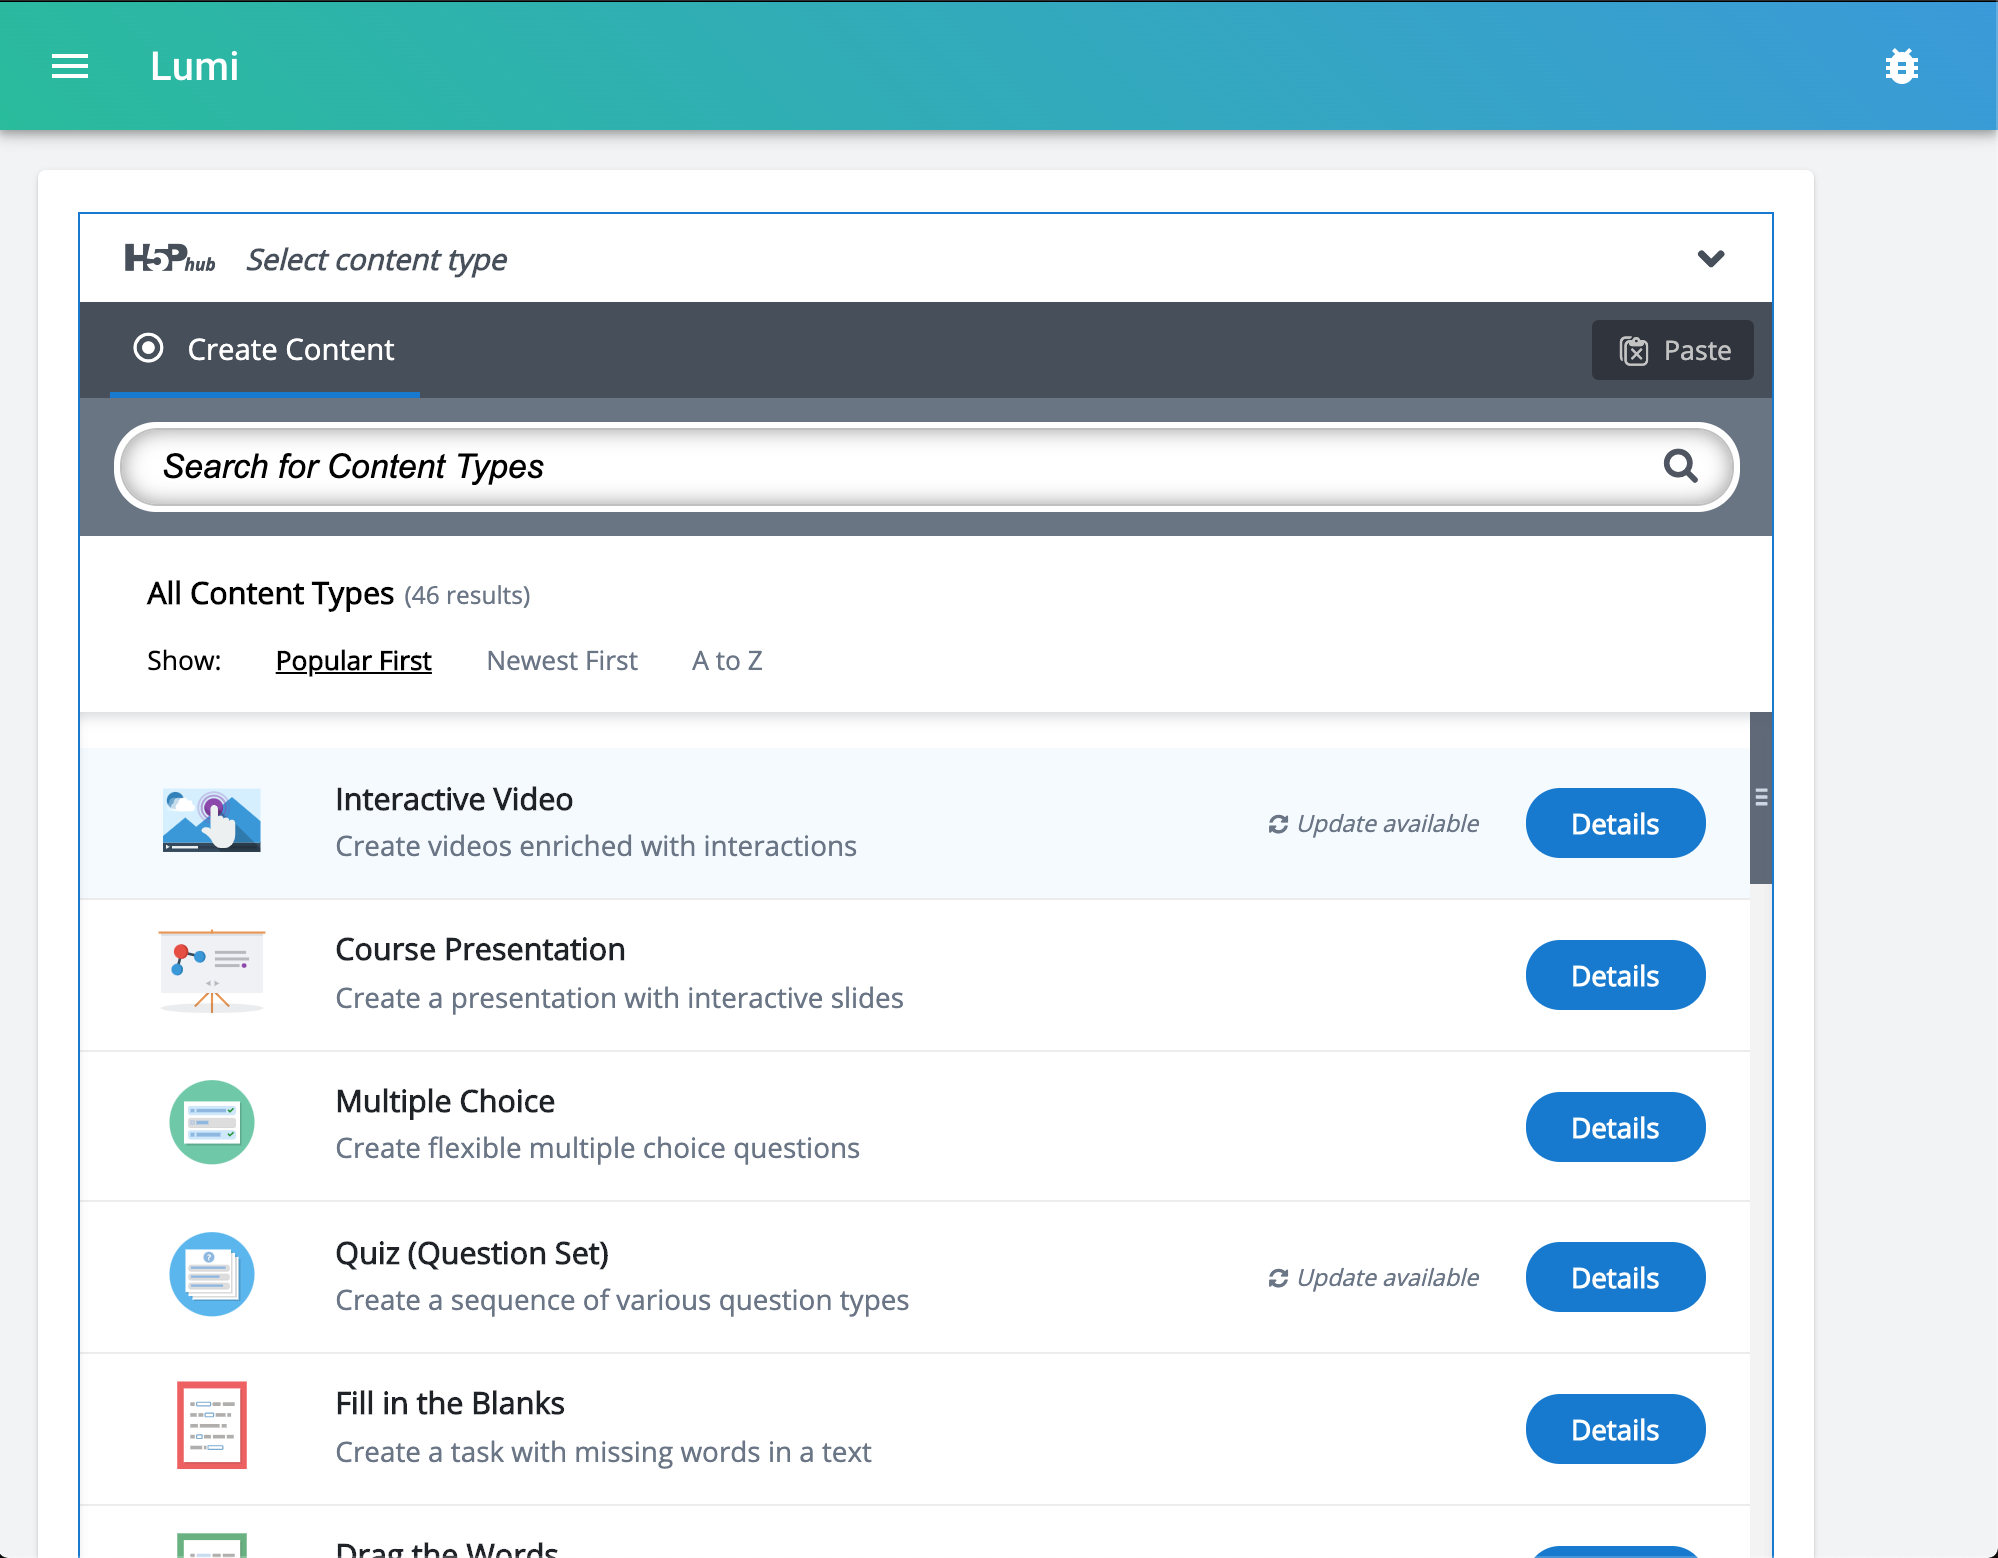 Lumi
H5Phub Select content type
Create Content
Paste
Search for Content Types
All Content Types (46 results)
Show: Popular First Newest First A to Z
Interactive Video
Create videos enriched with interactions
Update available
Details
Course Presentation
Create a presentation with interactive slides
Details
Multiple Choice
Create flexible multiple choice questions
Details
Quiz (Question Set)
Create a sequence of various question types
Update available
Details
Fill in the Blanks
Create a task with missing words in a text
Details
Drag the Words